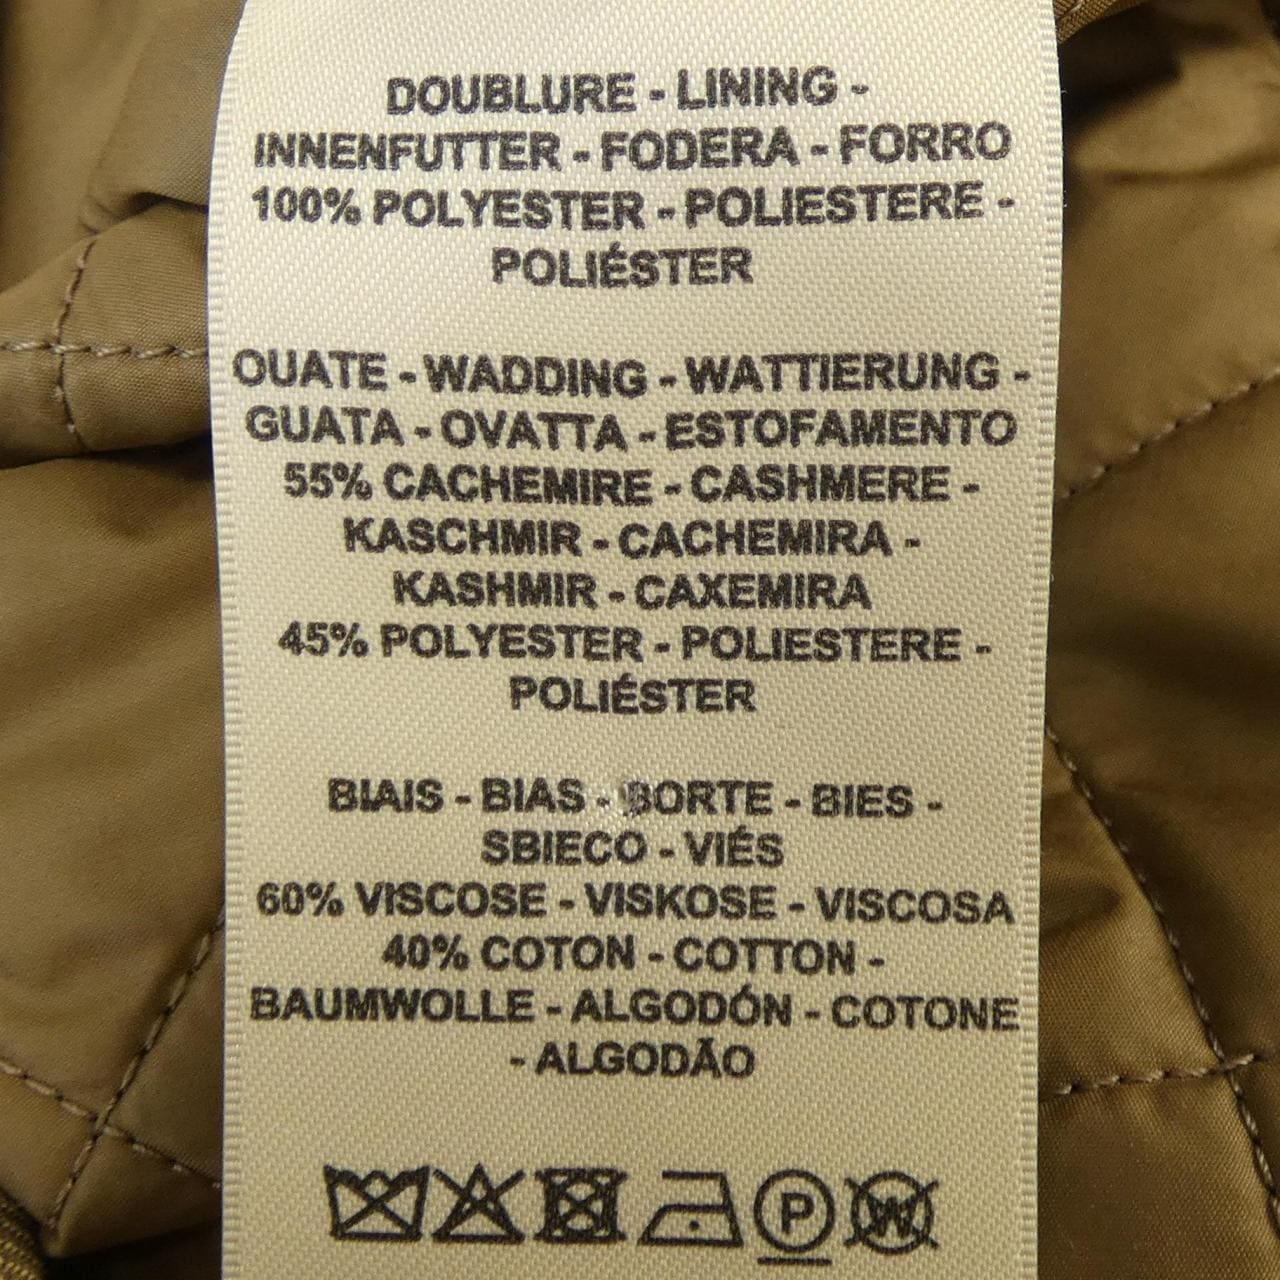 DOUBLURE - LINING -
INNENFUTTER - FODERA - FORRO
100% POLYESTER - POLIESTERE -
POLIÉSTER
OUATE - WADDING - WATTIERUNG -
GUATA - OVATTA - ESTOFAMENTO
55% CACHEMIRE - CASHMERE -
KASCHMIR - CACHEMIRA -
KASHMIR - CAXEMIRA
45% POLYESTER - POLIESTERE -
POLIÉSTER
BIAIS - BIAS - BORTE - BIES -
SBIECO - VIÉS
60% VISCOSE - VISKOSE - VISCOSA
40% COTON - COTTON -
BAUMWOLLE - ALGODÓN - COTONE
- ALGODÃO
P W